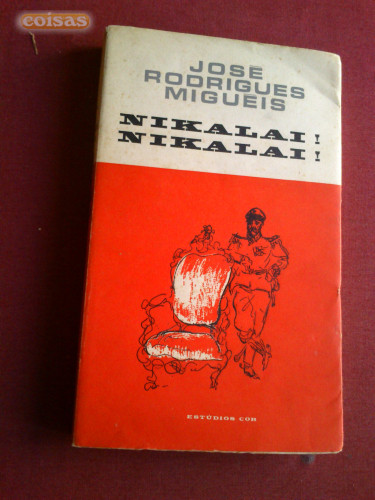 coisas
JOSÉ
RODRIGUES
MIGUÉIS
NIKALAI!
NIKALAI!
ESTÚDIOS COR